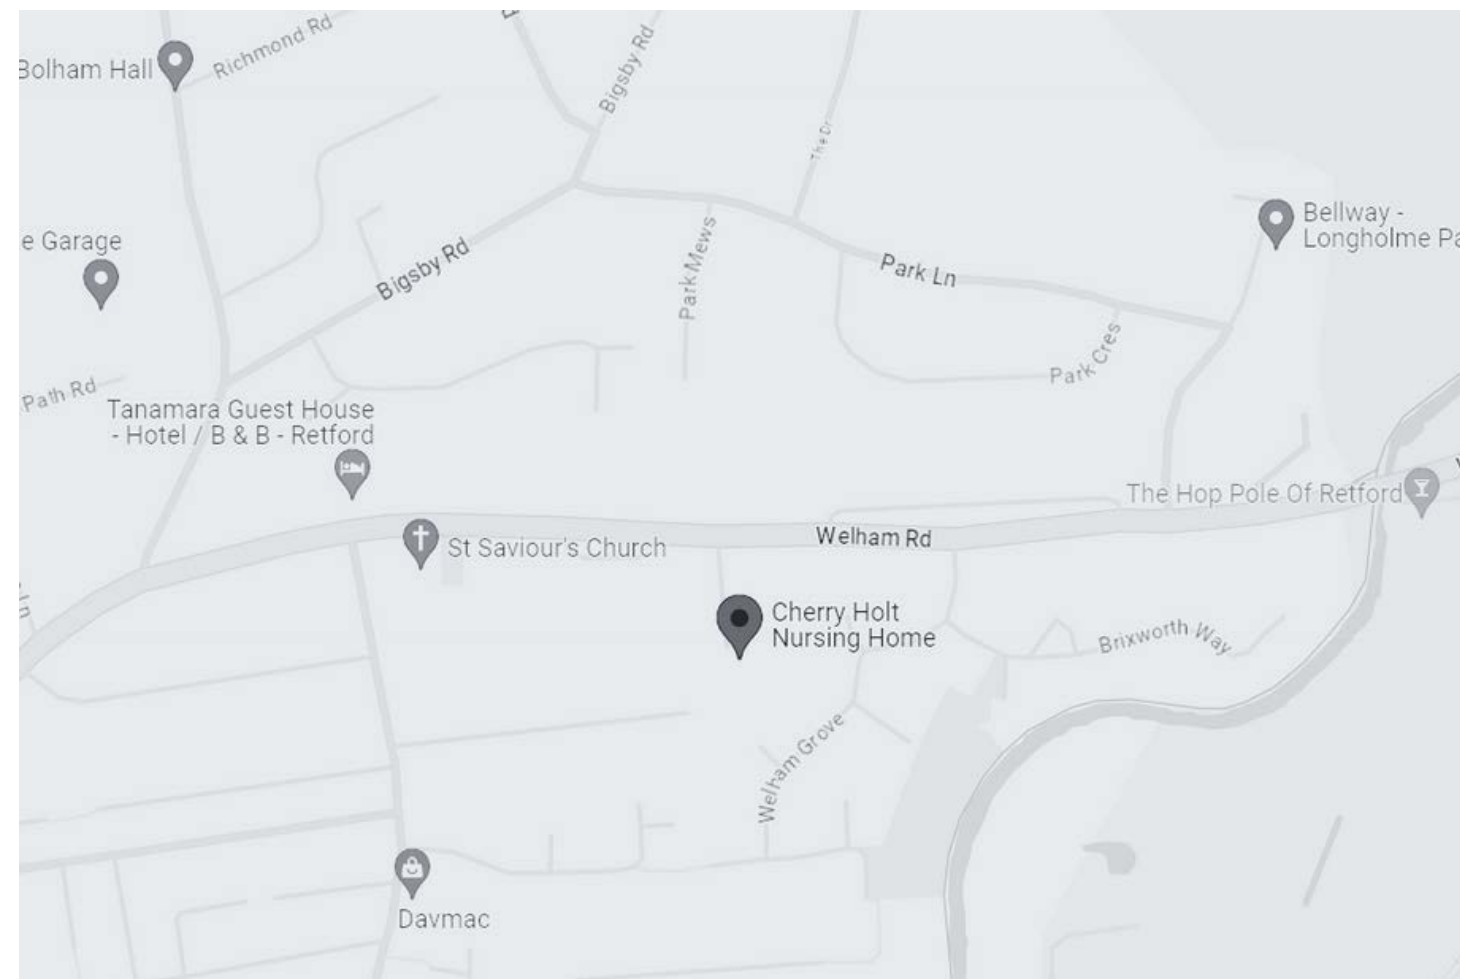 Bolham Hall
Richmond Rd
Bigsby Rd
The Dr
e Garage
Bigsby Rd
Park Mews
Park Ln
Bellway -
Longholme Pa
Park Cres
Path Rd
Tanamara Guest House
- Hotel / B & B - Retford
The Hop Pole Of Retford
St Saviour's Church
Welham Rd
Cherry Holt
Nursing Home
Brixworth Way
Welham Grove
Davmac